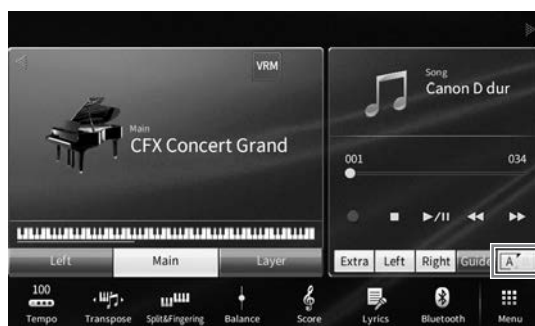 VRM
Main
CFX Concert Grand
Song
Canon D dur
001 034
Left Main Layer
Extra Left Right Guide A
100
Tempo Transpose Split&Fingering Balance Score Lyrics Bluetooth Menu